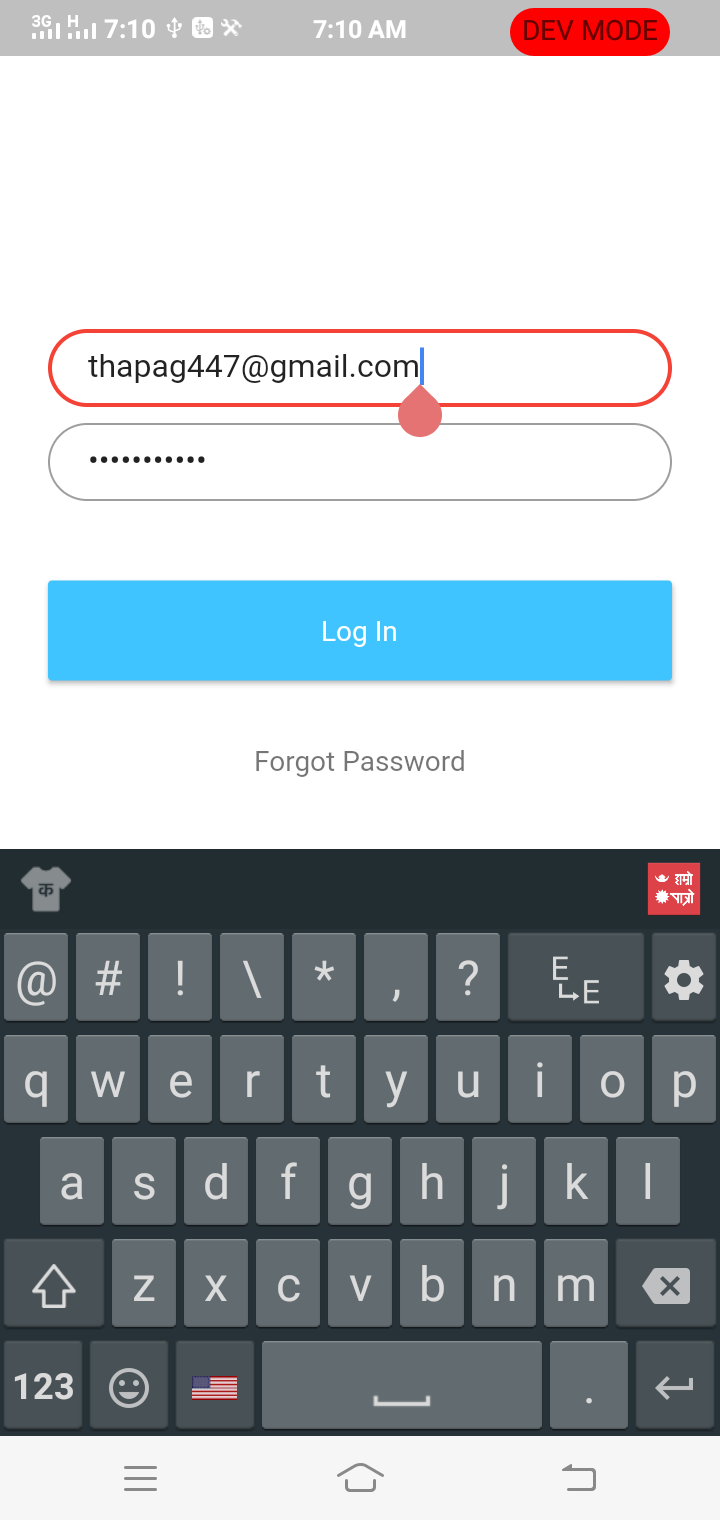 3G H 7:10 7:10 AM DEV MODE
thapag447@gmail.com
•••••••••••
Log In
Forgot Password
क हाम्रो
पात्रो
@ # ! \ * , ? E E
q w e r t y u i o p
a s d f g h j k l
z x c v b n m
123 .